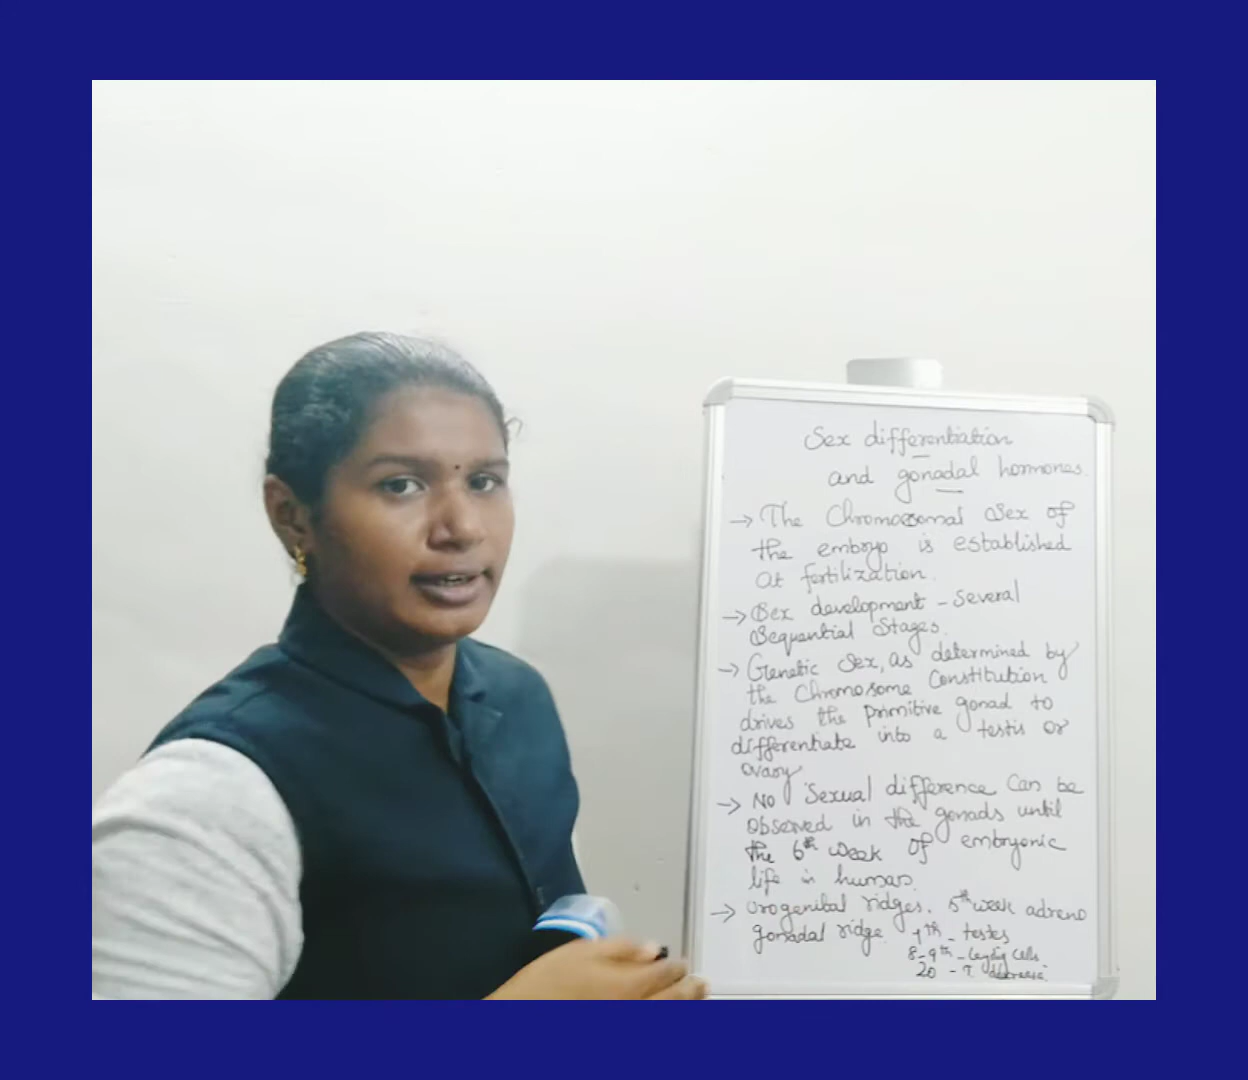 Sex differentiation
and gonadal hormones.
→ The Chromosomal Sex of
the embryo is established
at fertilization.
→ Sex development - Several
Sequential Stages.
→ Genetic Sex, as determined by
the Chromosome Constitution
drives the primitive gonad to
differentiate into a testis or
ovary
→ No Sexual difference Can be
observed in the gonads until
the 6th week of embryonic
life in human.
→ Urogenital ridges. 5th week adreno
gonadal ridge. 7th - testes
8-9th - Leydig Cells
20 - T. decrease.